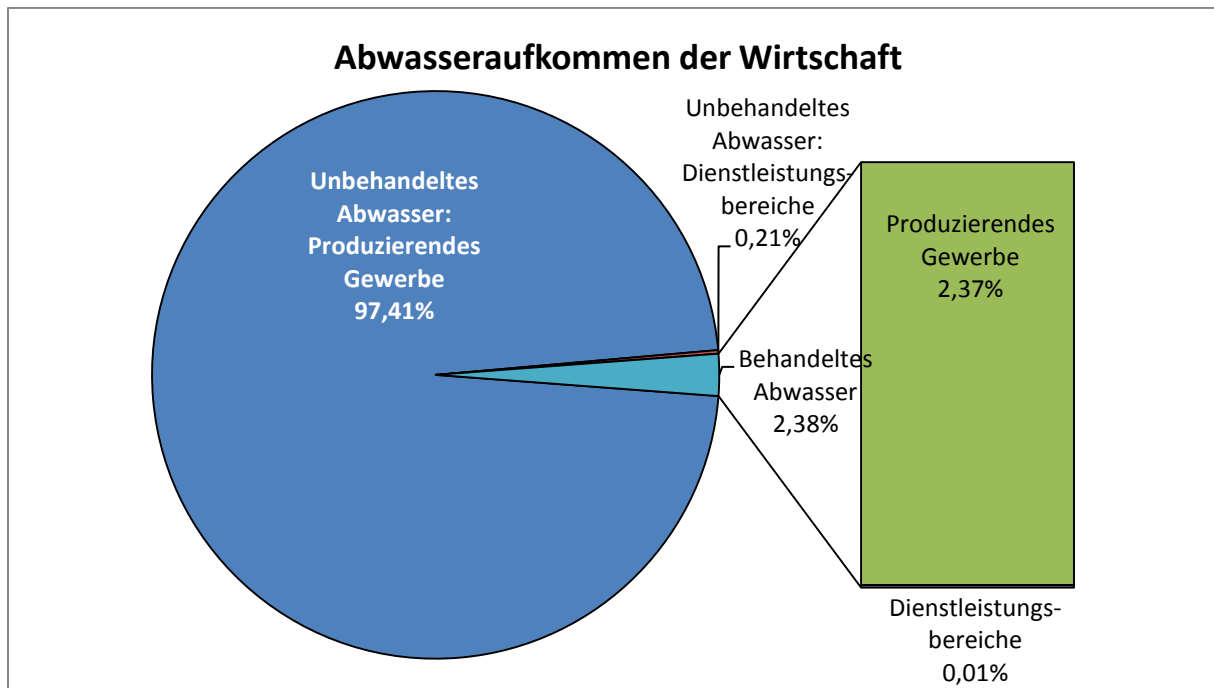 Abwasseraufkommen der Wirtschaft
Unbehandeltes
Abwasser:
Produzierendes
Gewerbe
97,41%
Unbehandeltes
Abwasser:
Dienstleistungs-
bereiche
0,21%
Behandeltes
Abwasser
2,38%
Produzierendes
Gewerbe
2,37%
Dienstleistungs-
bereiche
0,01%